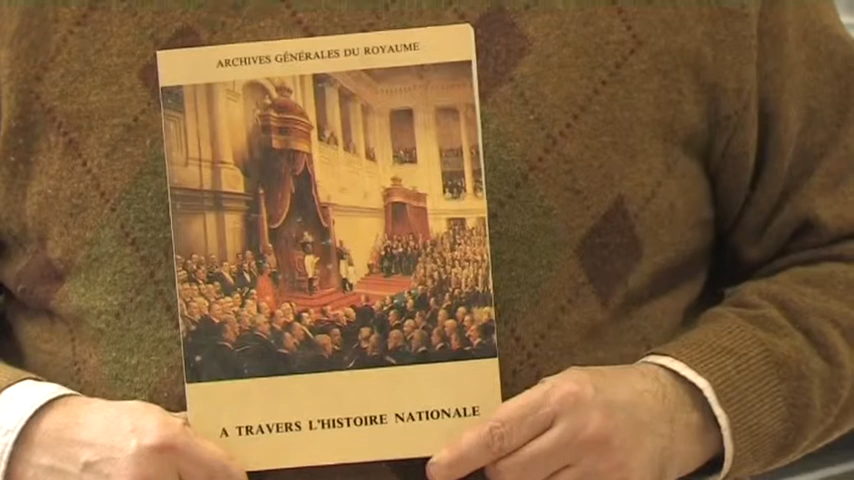 ARCHIVES GÉNÉRALES DU ROYAUME
A TRAVERS L'HISTOIRE NATIONALE